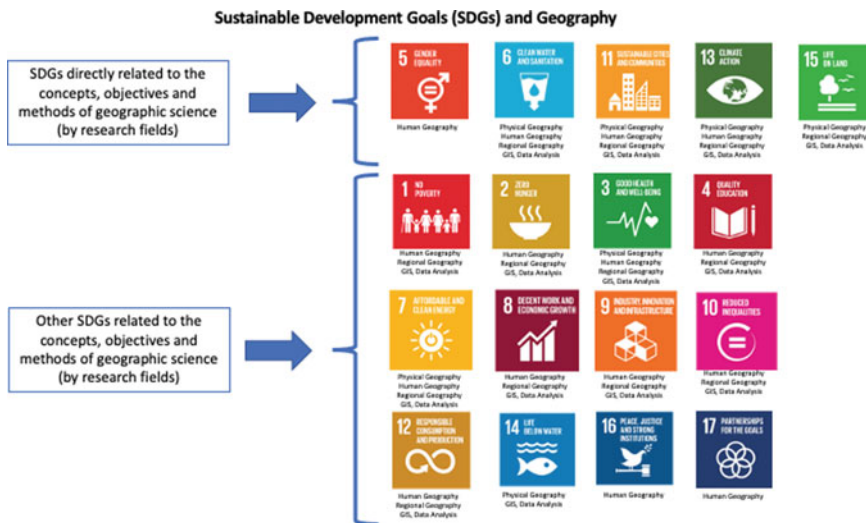 Sustainable Development Goals (SDGs) and Geography
SDGs directly related to the
concepts, objectives and
methods of geographic science
(by research fields)
5 GENDER
EQUALITY
Human Geography
6 CLEAN WATER
AND SANITATION
Physical Geography
Human Geography
Regional Geography
GIS, Data Analysis
11 SUSTAINABLE CITIES
AND COMMUNITIES
Physical Geography
Human Geography
Regional Geography
GIS, Data Analysis
13 CLIMATE
ACTION
Physical Geography
Human Geography
Regional Geography
GIS, Data Analysis
15 LIFE
ON LAND
Physical Geography
Regional Geography
GIS, Data Analysis
Other SDGs related to the
concepts, objectives and
methods of geographic science
(by research fields)
1 NO
POVERTY
Human Geography
Regional Geography
GIS, Data Analysis
2 ZERO
HUNGER
Human Geography
Regional Geography
GIS, Data Analysis
3 GOOD HEALTH
AND WELL-BEING
Physical Geography
Human Geography
Regional Geography
GIS, Data Analysis
4 QUALITY
EDUCATION
Human Geography
Regional Geography
GIS, Data Analysis
7 AFFORDABLE AND
CLEAN ENERGY
Physical Geography
Human Geography
Regional Geography
GIS, Data Analysis
8 DECENT WORK AND
ECONOMIC GROWTH
Human Geography
Regional Geography
GIS, Data Analysis
9 INDUSTRY, INNOVATION
AND INFRASTRUCTURE
Human Geography
Regional Geography
GIS, Data Analysis
10 REDUCED
INEQUALITIES
Human Geography
Regional Geography
GIS, Data Analysis
12 RESPONSIBLE
CONSUMPTION
AND PRODUCTION
Human Geography
Regional Geography
GIS, Data Analysis
14 LIFE
BELOW WATER
Physical Geography
GIS, Data Analysis
16 PEACE, JUSTICE
AND STRONG
INSTITUTIONS
Human Geography
17 PARTNERSHIPS
FOR THE GOALS
Human Geography